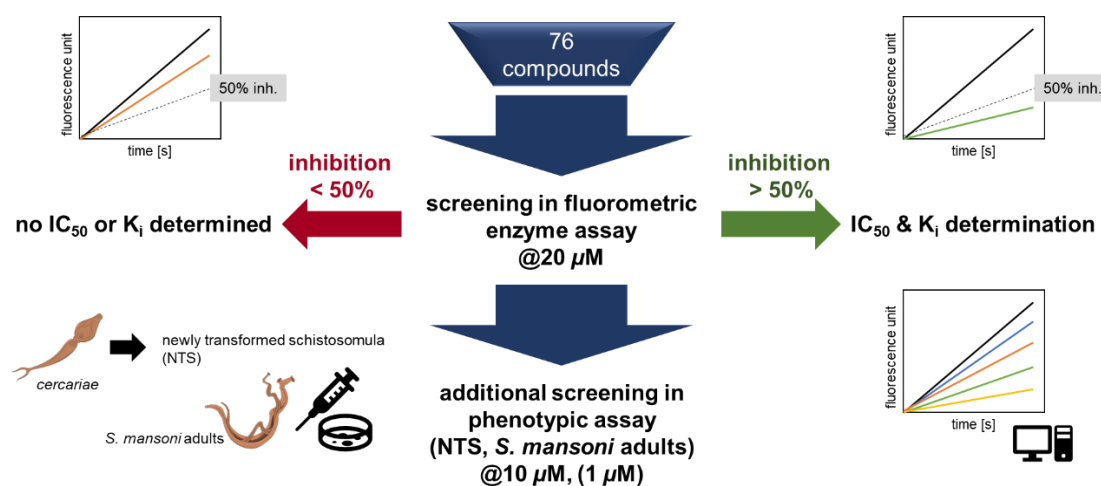 76
compounds
fluorescence unit
50% inh.
time [s]
fluorescence unit
50% inh.
time [s]
inhibition
< 50%
inhibition
> 50%
no IC50 or Ki determined
screening in fluorometric
enzyme assay
@20 µM
IC50 & Ki determination
cercariae
newly transformed schistosomula
(NTS)
S. mansoni adults
additional screening in
phenotypic assay
(NTS, S. mansoni adults)
@10 µM, (1 µM)
fluorescence unit
time [s]